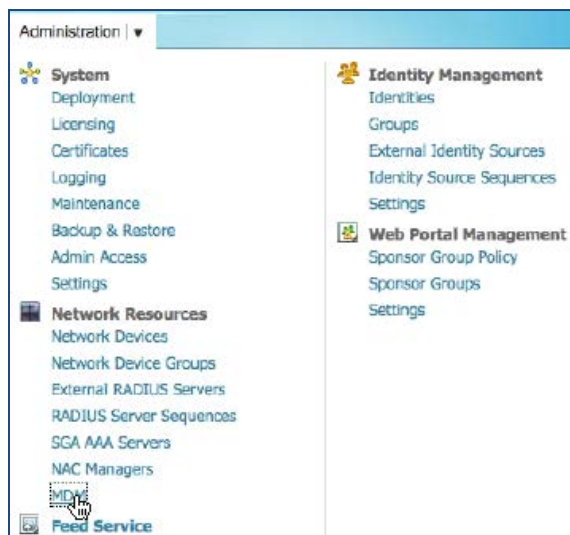 Administration | ▼
System
Deployment
Licensing
Certificates
Logging
Maintenance
Backup & Restore
Admin Access
Settings
Network Resources
Network Devices
Network Device Groups
External RADIUS Servers
RADIUS Server Sequences
SGA AAA Servers
NAC Managers
MDM
Feed Service
Identity Management
Identities
Groups
External Identity Sources
Identity Source Sequences
Settings
Web Portal Management
Sponsor Group Policy
Sponsor Groups
Settings